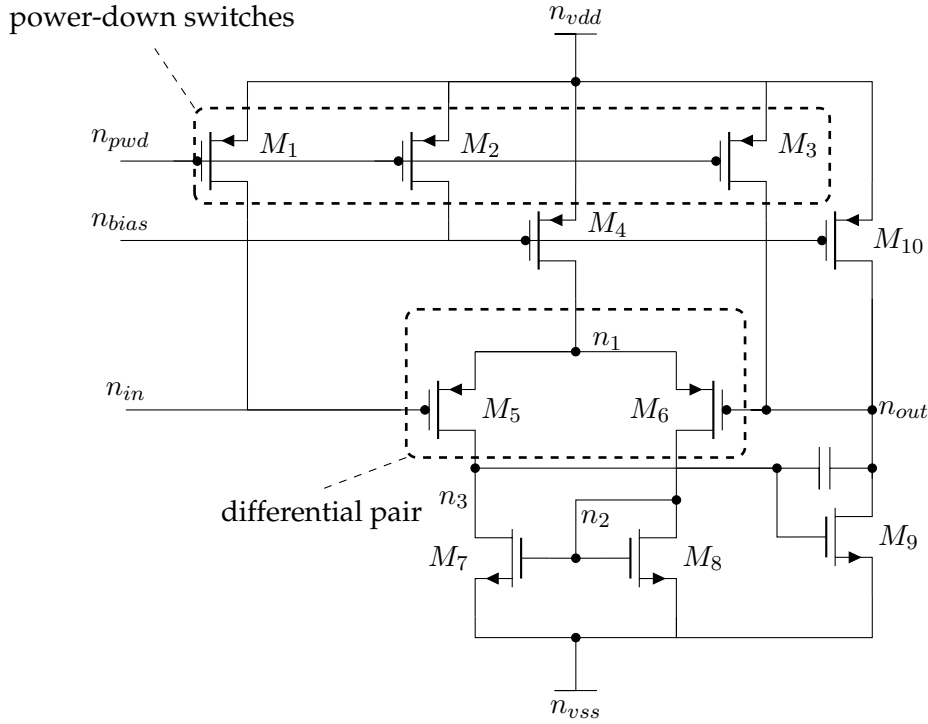 power-down switches
n_{vdd}
n_{pwd}
M_1
M_2
M_3
n_{bias}
M_4
M_{10}
n_1
n_{in}
M_5
M_6
n_{out}
n_3
n_2
differential pair
M_7
M_8
M_9
n_{vss}